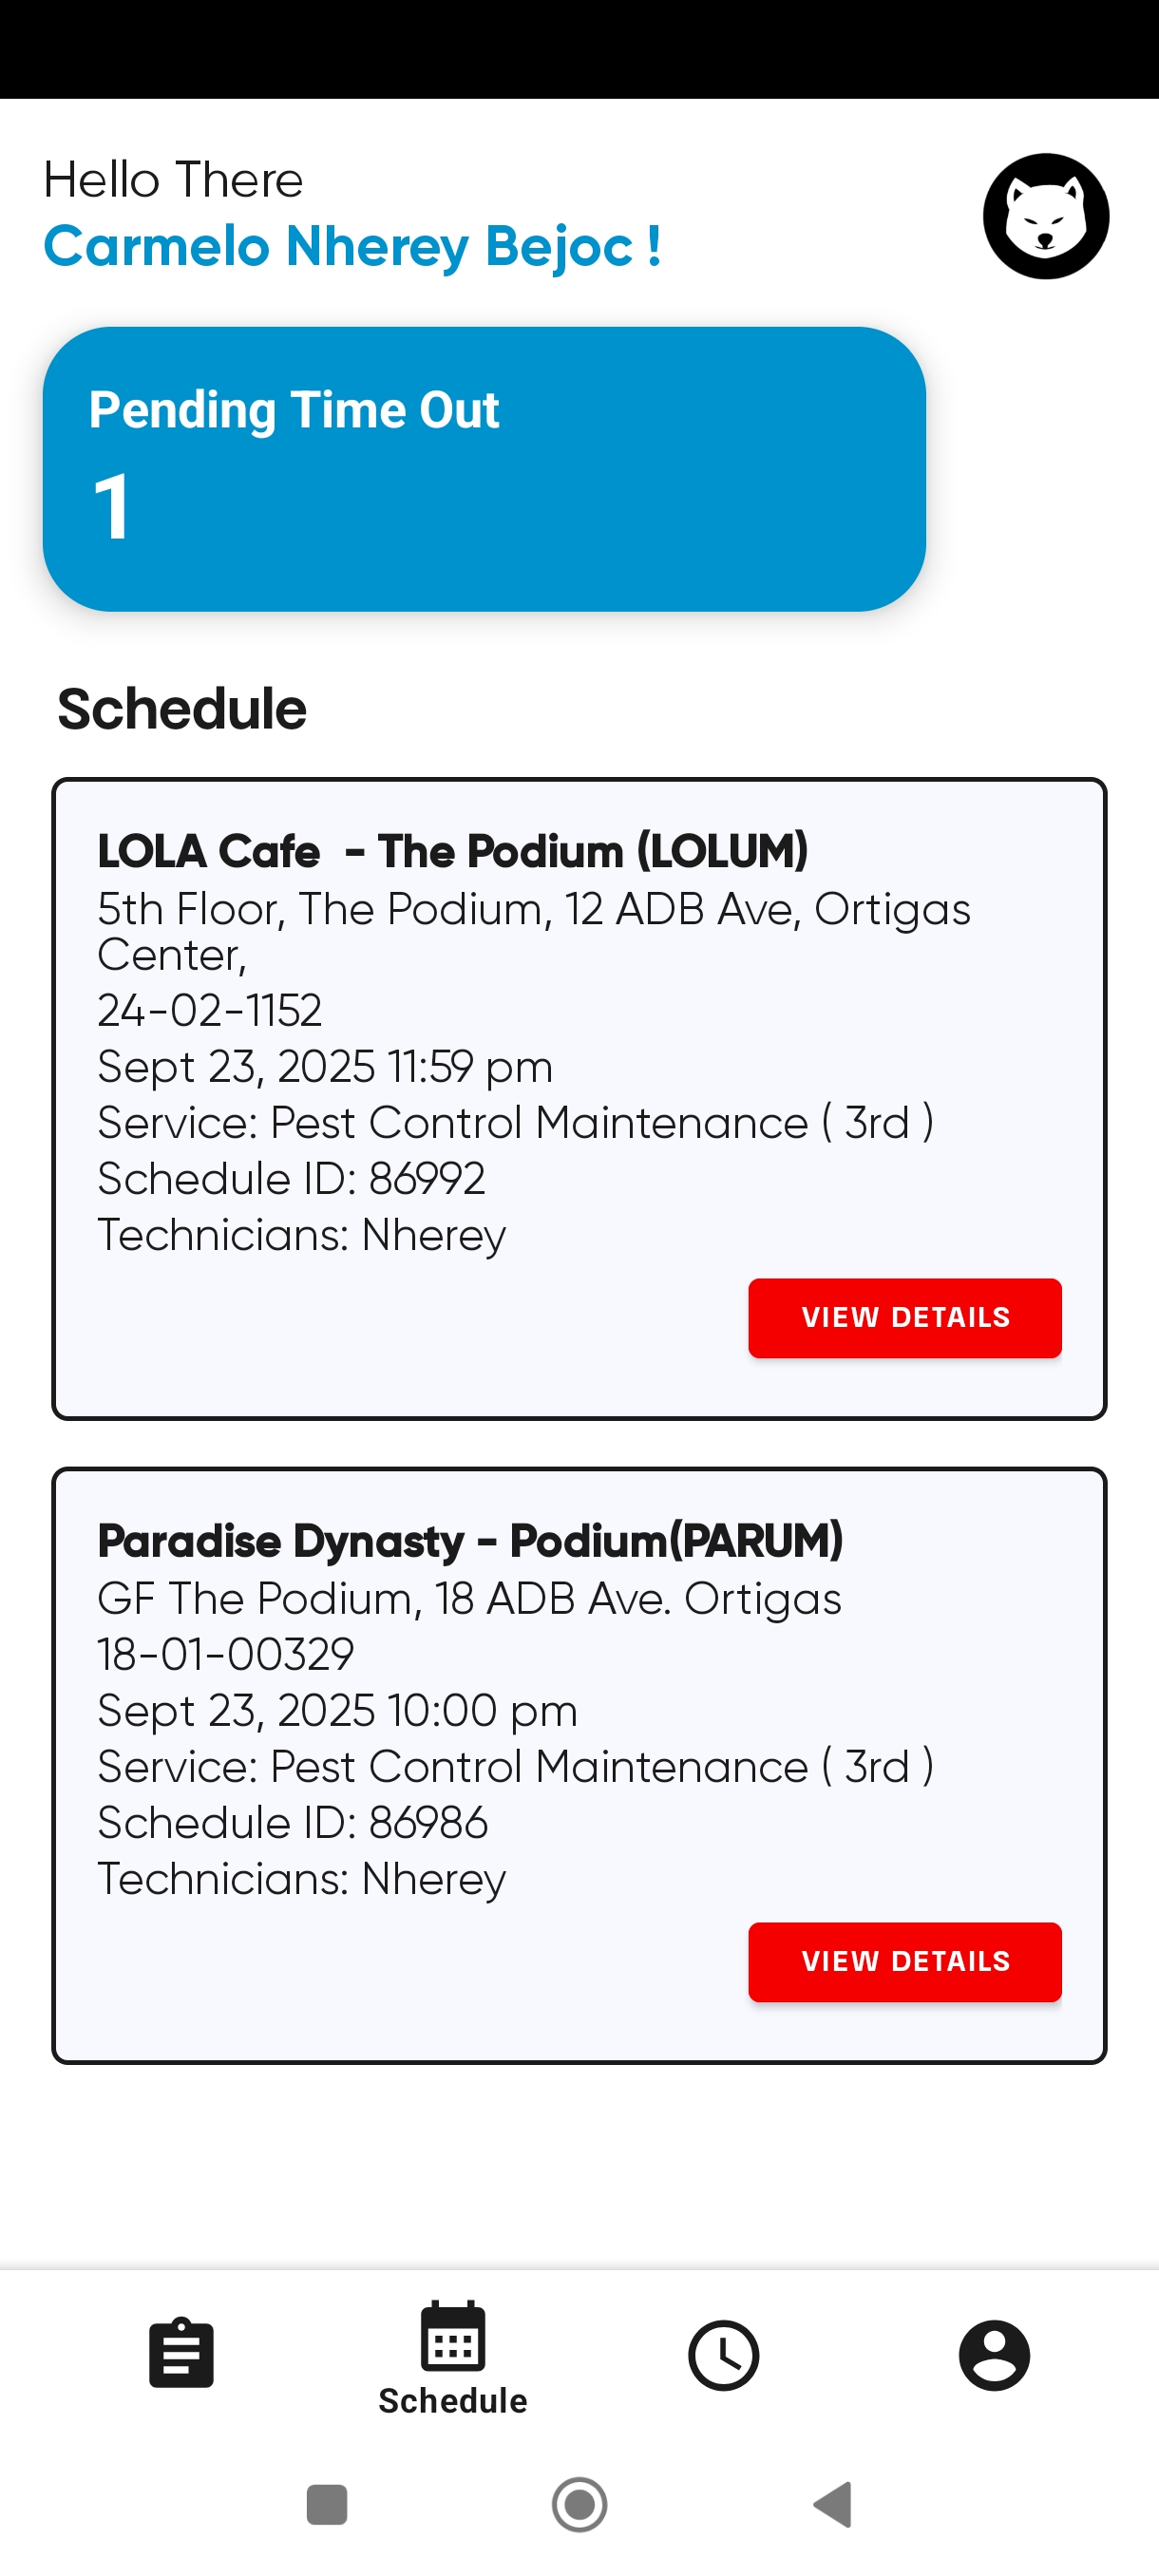 Hello There
Carmelo Nherey Bejoc !
Pending Time Out
1
Schedule
LOLA Cafe  - The Podium (LOLUM)
5th Floor, The Podium, 12 ADB Ave, Ortigas
Center,
24-02-1152
Sept 23, 2025 11:59 pm
Service: Pest Control Maintenance ( 3rd )
Schedule ID: 86992
Technicians: Nherey
VIEW DETAILS
Paradise Dynasty - Podium(PARUM)
GF The Podium, 18 ADB Ave. Ortigas
18-01-00329
Sept 23, 2025 10:00 pm
Service: Pest Control Maintenance ( 3rd )
Schedule ID: 86986
Technicians: Nherey
VIEW DETAILS
Schedule